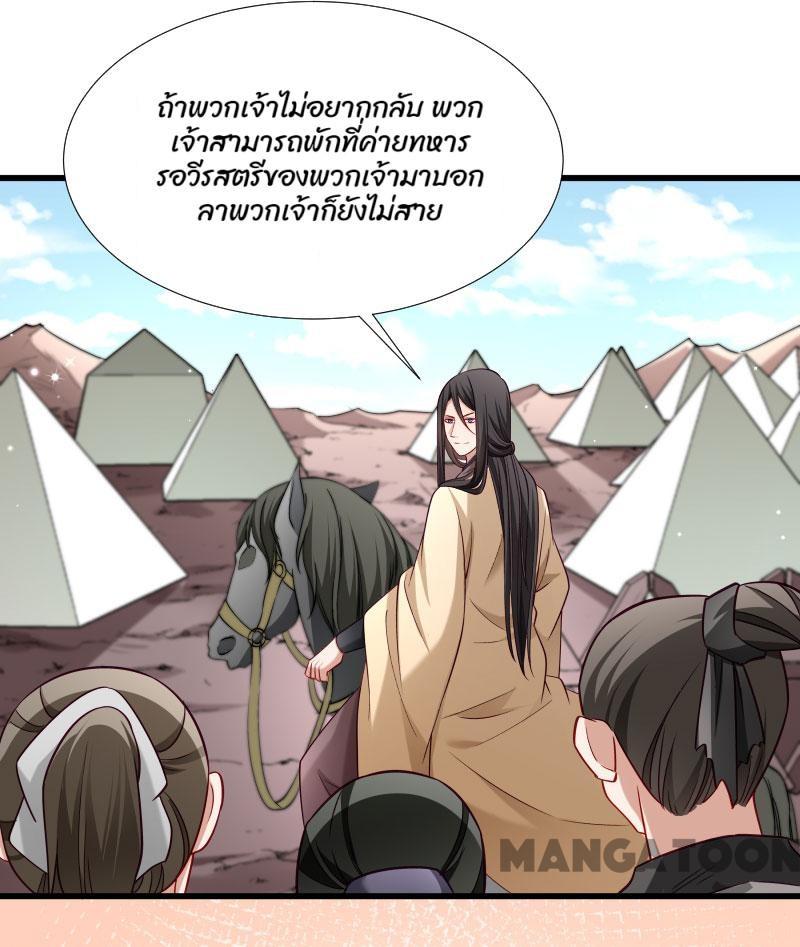 ถ้าพวกเจ้าไม่อยากกลับ พวก
เจ้าสามารถพักที่ค่ายทหาร
รอวีรสตรีของพวกเจ้ามาบอก
ลาพวกเจ้าก็ยังไม่สาย
MANGATOON